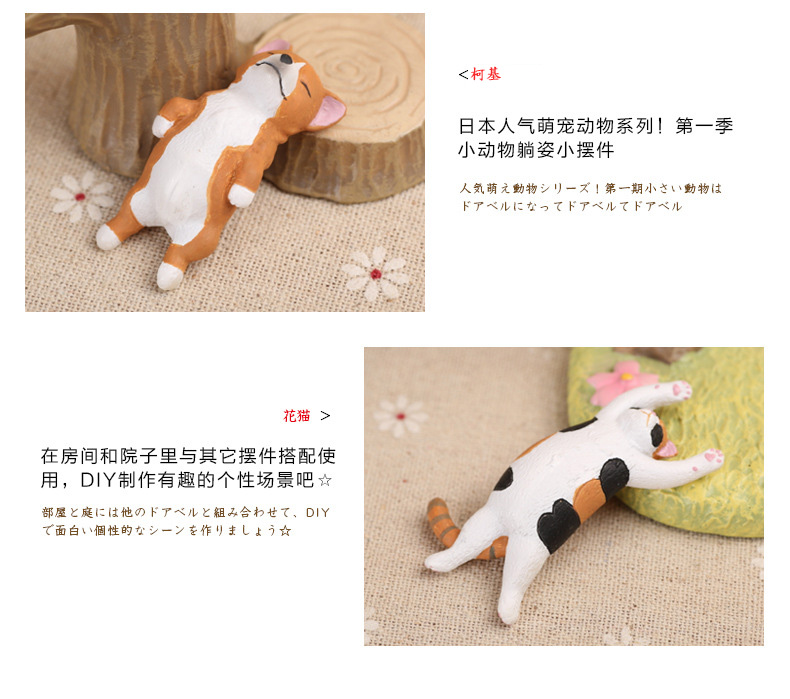 <柯基
日本人气萌宠动物系列！第一季
小动物躺姿小摆件
人気萌え動物シリーズ！第一期小さい動物は
ドアベルになってドアベルてドアベル
花猫 >
在房间和院子里与其它摆件搭配使
用，DIY制作有趣的个性场景吧☆
部屋と庭には他のドアベルと組み合わせて、DIY
で面白い個性的なシーンを作りましょう☆